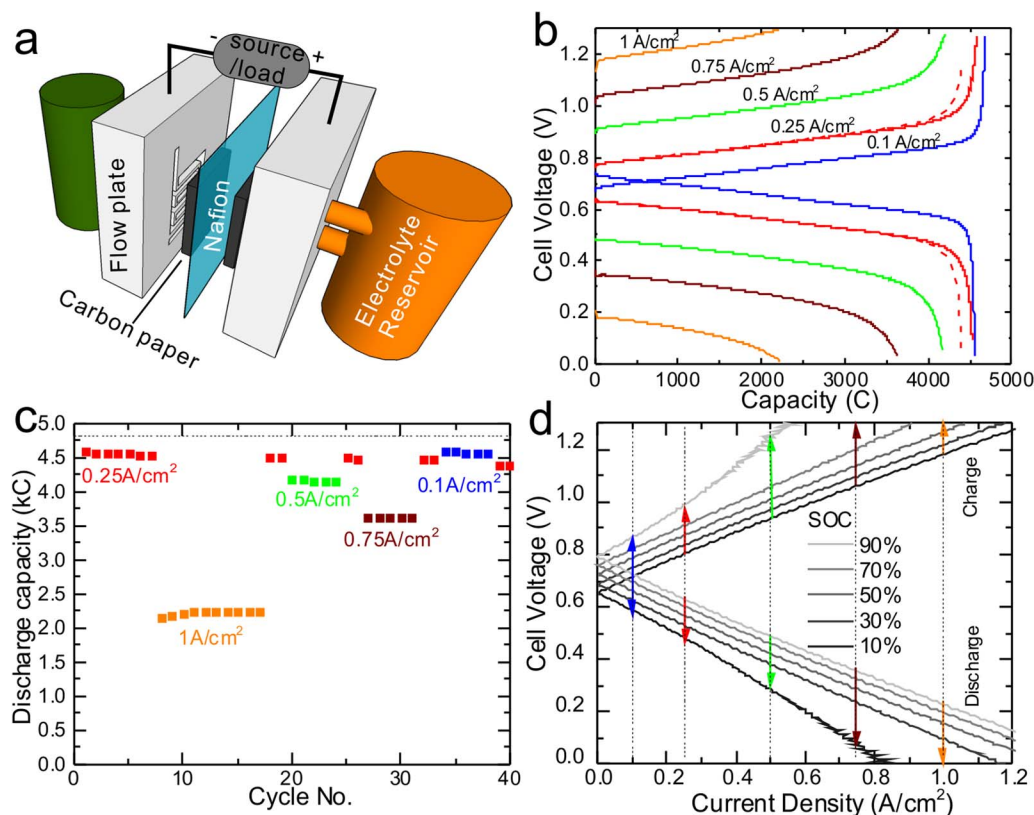 a
- source +
/load
Flow plate
Nafion
Carbon paper
Electrolyte
Reservoir
b
1 A/cm²
0.75 A/cm²
0.5 A/cm²
0.25 A/cm²
0.1 A/cm²
Cell Voltage (V)
1.2
1.0
0.8
0.6
0.4
0.2
0.0
0 1000 2000 3000 4000 5000
Capacity (C)
c
Discharge capacity (kC)
5.0
4.5
4.0
3.5
3.0
2.5
2.0
1.5
1.0
0.5
0.0
0.25A/cm²
0.5A/cm²
0.1A/cm²
0.75A/cm²
1A/cm²
0 10 20 30 40
Cycle No.
d
Cell Voltage (V)
1.2
1.0
0.8
0.6
0.4
0.2
0.0
SOC
90%
70%
50%
30%
10%
Charge
Discharge
0.0 0.2 0.4 0.6 0.8 1.0 1.2
Current Density (A/cm²)